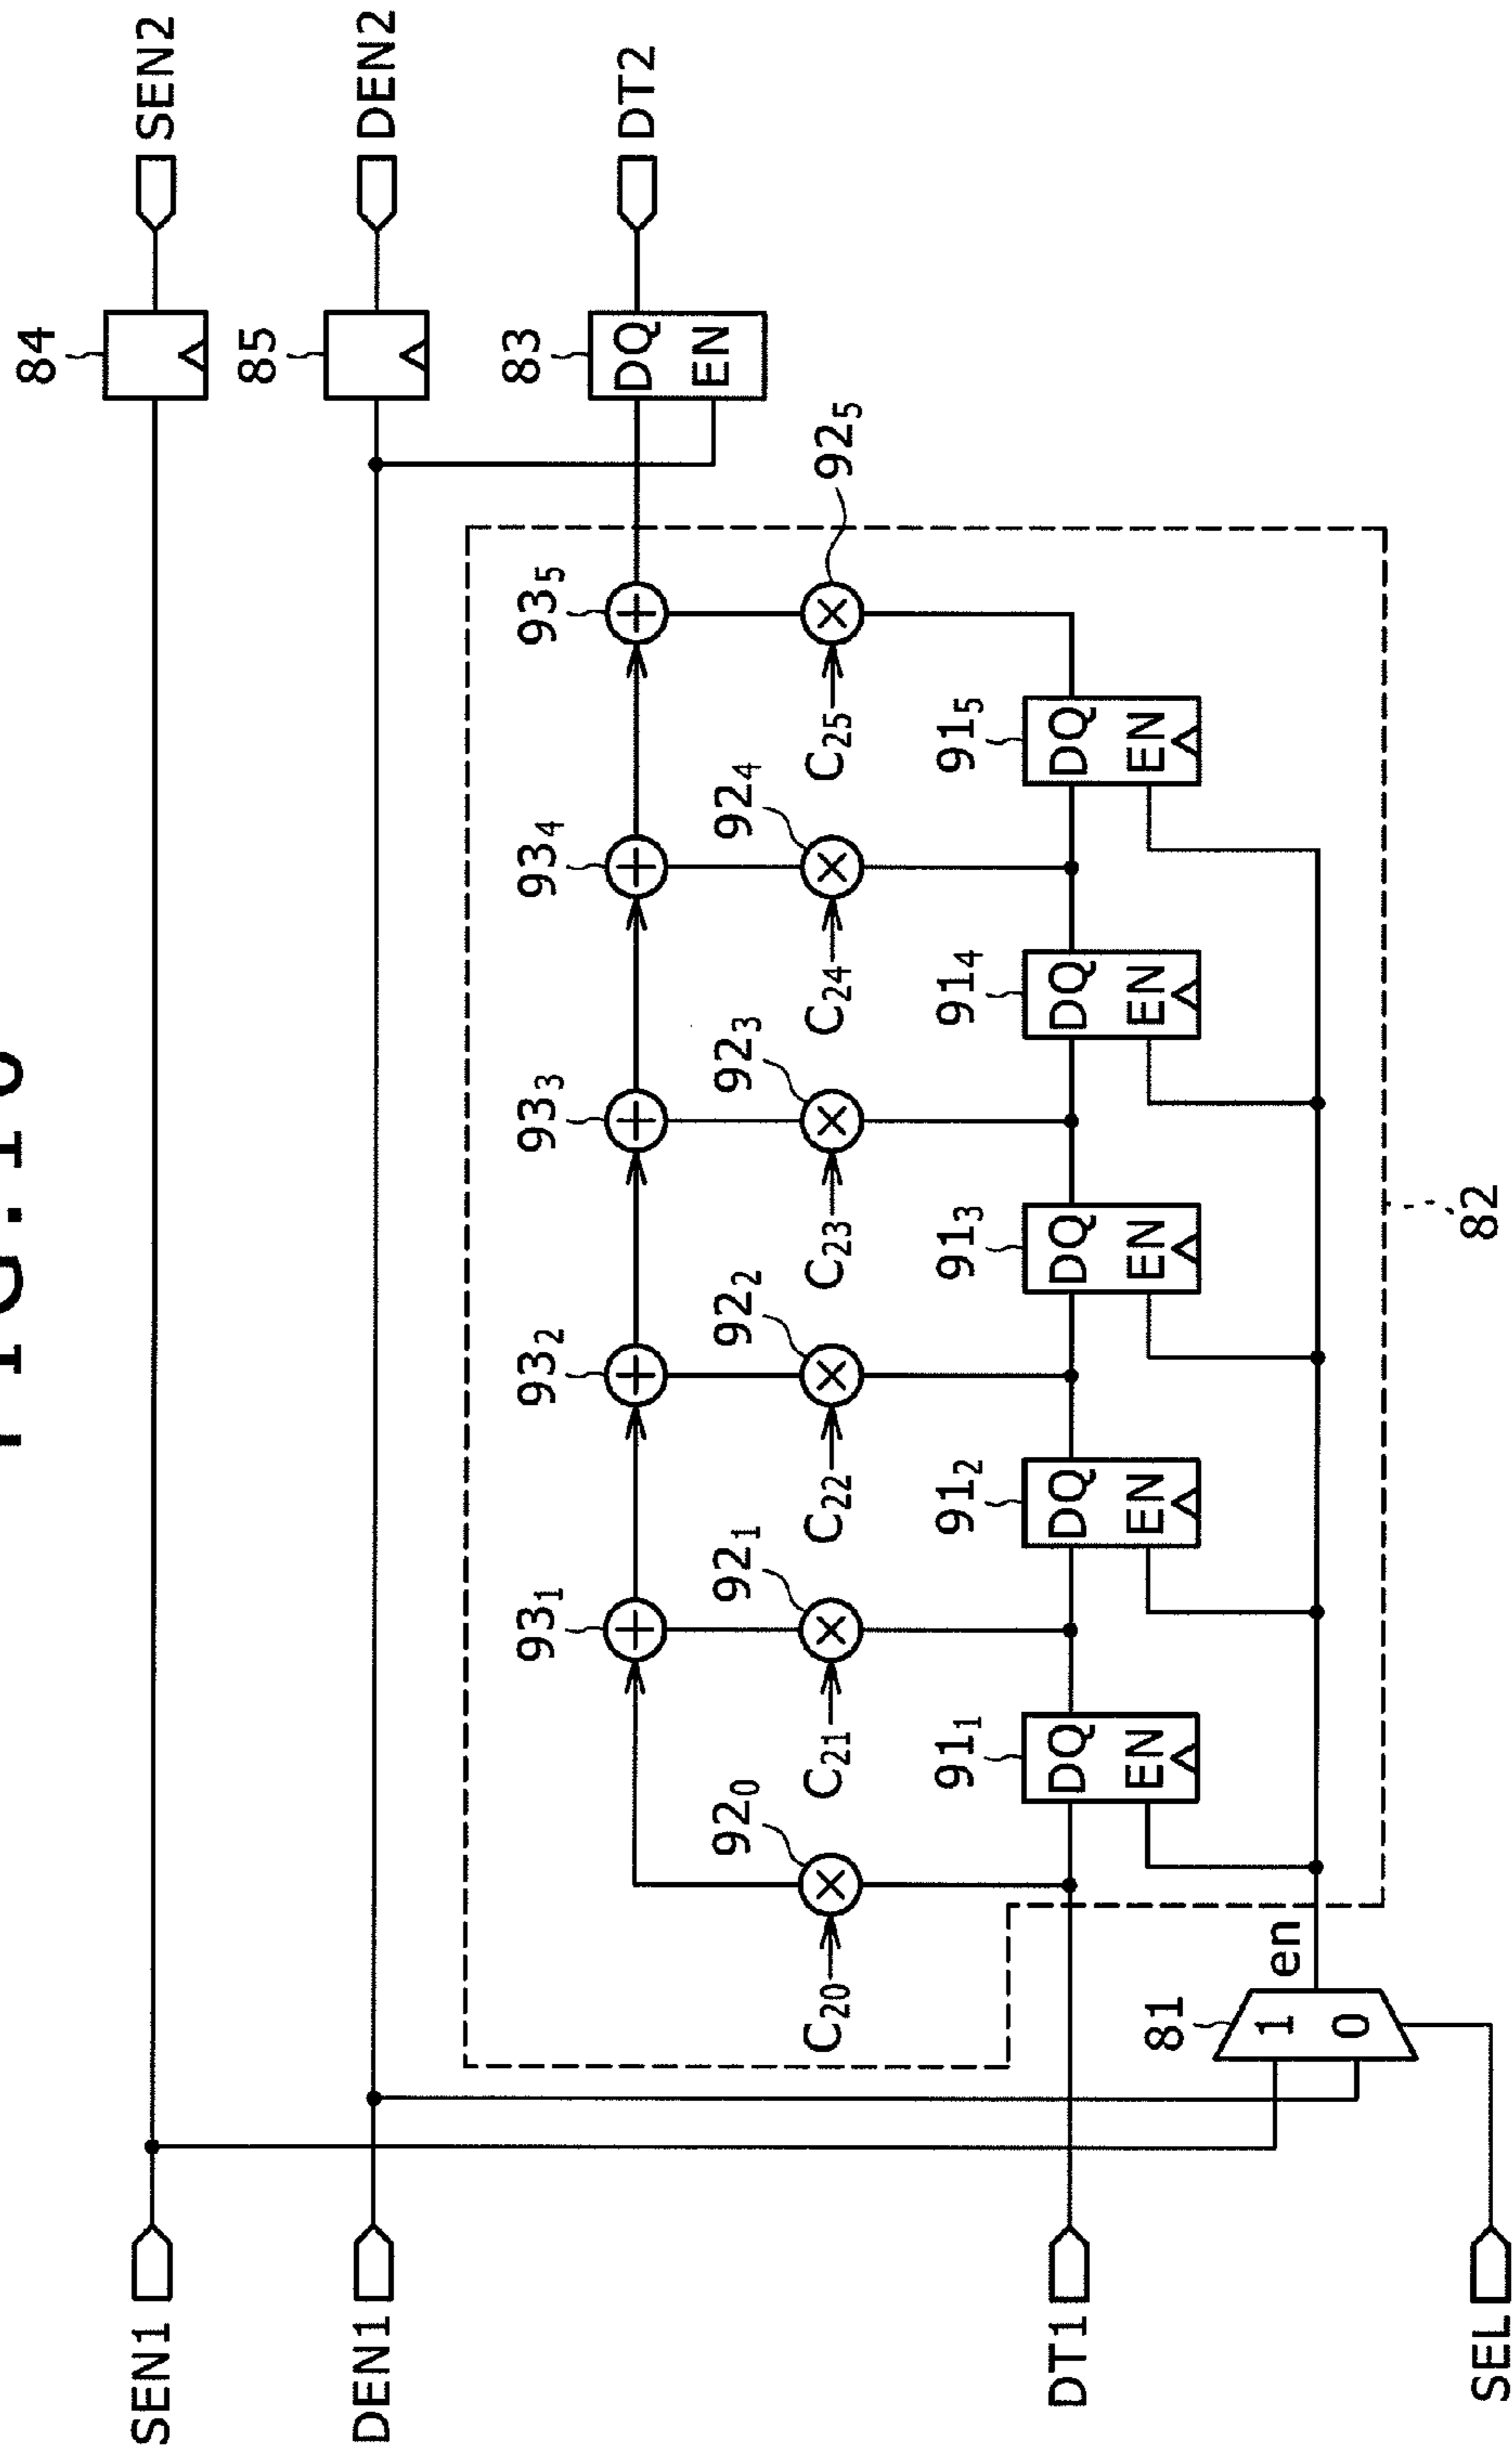 SEN1
84
SEN2
DEN1
85
DEN2
83
DQ
EN
DT2
93₁
93₂
93₃
93₄
93₅
92₀
92₁
92₂
92₃
92₄
92₅
C₂₀
C₂₁
C₂₂
C₂₃
C₂₄
C₂₅
91₁
91₂
91₃
91₄
91₅
DQ
EN
DQ
EN
DQ
EN
DQ
EN
DQ
EN
DT1
81
1
0
en
82
SEL